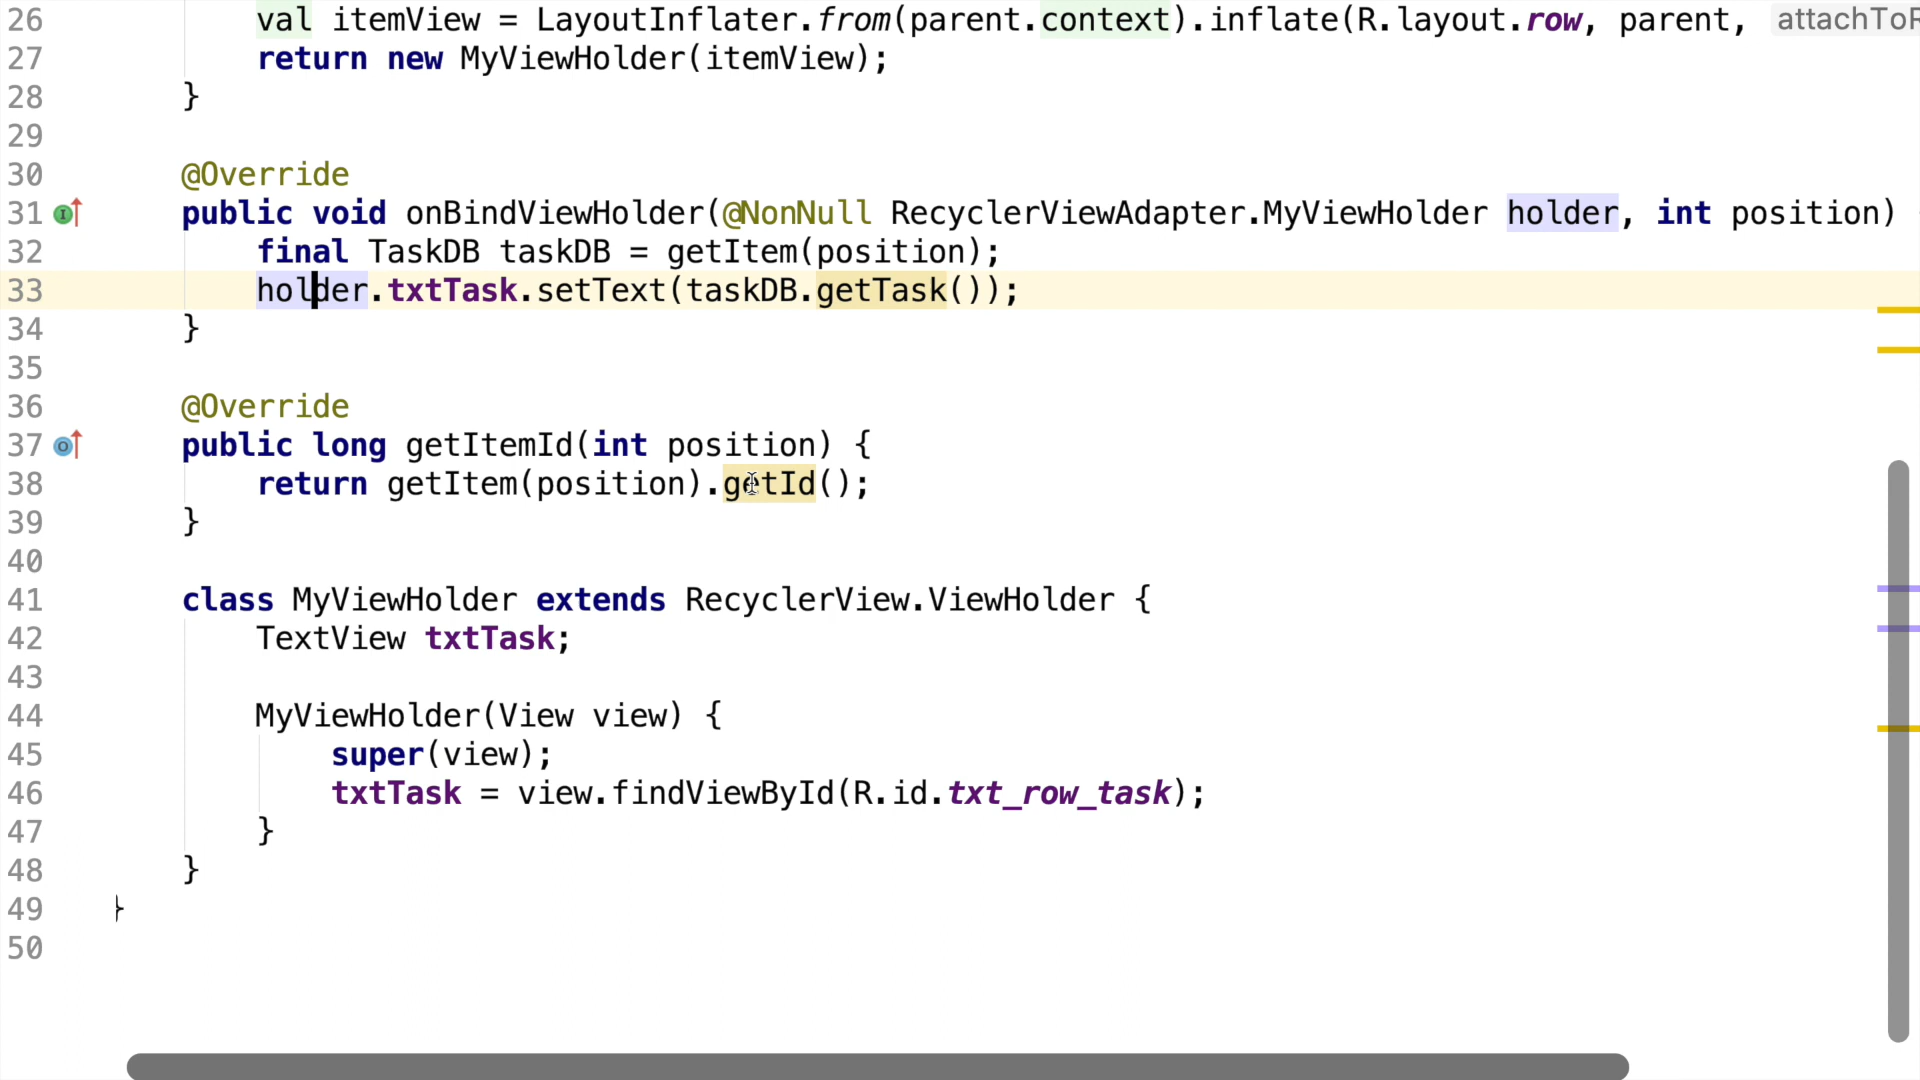 26 val itemView = LayoutInflater.from(parent.context).inflate(R.layout.row, parent, attachToR
27 return new MyViewHolder(itemView);
28 }
29
30 @Override
31 public void onBindViewHolder(@NonNull RecyclerViewAdapter.MyViewHolder holder, int position)
32 final TaskDB taskDB = getItem(position);
33 holder.txtTask.setText(taskDB.getTask());
34 }
35
36 @Override
37 public long getItemId(int position) {
38 return getItem(position).getId();
39 }
40
41 class MyViewHolder extends RecyclerView.ViewHolder {
42 TextView txtTask;
43
44 MyViewHolder(View view) {
45 super(view);
46 txtTask = view.findViewById(R.id.txt_row_task);
47 }
48 }
49 }
50